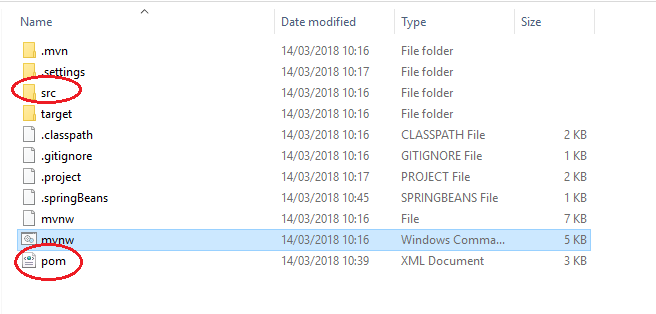 Name Date modified Type Size
.mvn 14/03/2018 10:16 File folder
.settings 14/03/2018 10:17 File folder
src 14/03/2018 10:16 File folder
target 14/03/2018 10:16 File folder
.classpath 14/03/2018 10:16 CLASSPATH File 2 KB
.gitignore 14/03/2018 10:16 GITIGNORE File 1 KB
.project 14/03/2018 10:16 PROJECT File 2 KB
.springBeans 14/03/2018 10:45 SPRINGBEANS File 1 KB
mvnw 14/03/2018 10:16 File 7 KB
mvnw 14/03/2018 10:16 Windows Comma... 5 KB
pom 14/03/2018 10:39 XML Document 3 KB